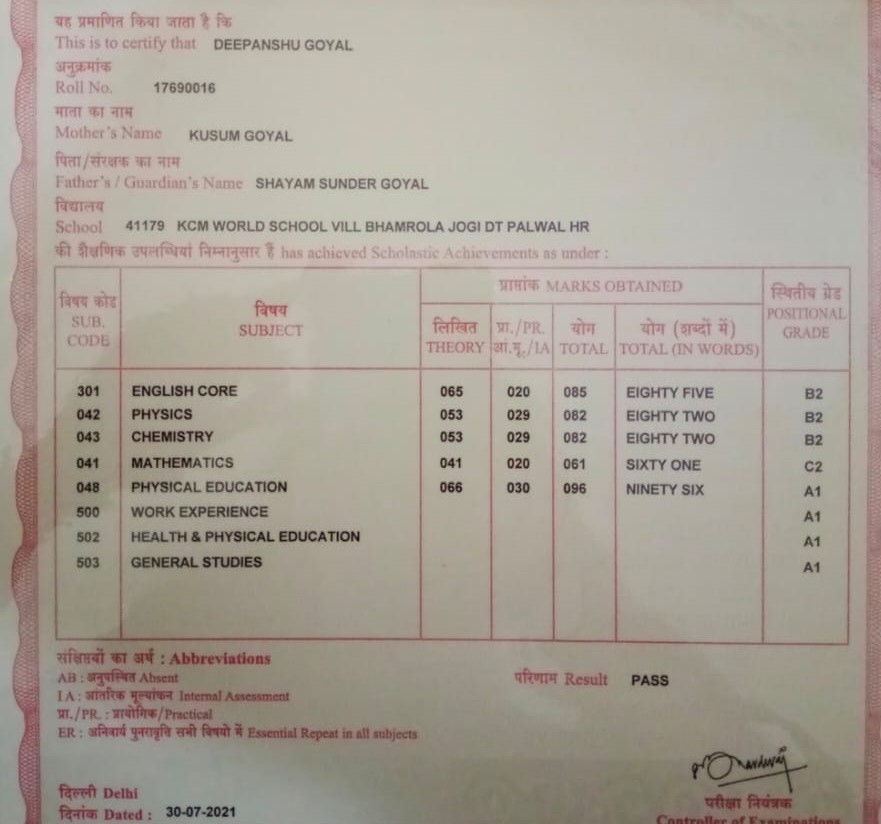 यह प्रमाणित किया जाता है कि
This is to certify that DEEPANSHU GOYAL
अनुक्रमांक
Roll No. 17690016
माता का नाम
Mother's Name KUSUM GOYAL
पिता/संरक्षक का नाम
Father's / Guardian's Name SHAYAM SUNDER GOYAL
विद्यालय
School 41179 KCM WORLD SCHOOL VILL BHAMROLA JOGI DT PALWAL HR
की शैक्षणिक उपलब्धियां निम्नानुसार हैं has achieved Scholastic Achievements as under :
विषय कोड SUB. CODE
विषय SUBJECT
प्राप्तांक MARKS OBTAINED
लिखित THEORY
प्रा./PR. आं.मू./IA
योग TOTAL
योग (शब्दों में) TOTAL (IN WORDS)
स्थितीय ग्रेड POSITIONAL GRADE
301 ENGLISH CORE 065 020 085 EIGHTY FIVE B2
042 PHYSICS 053 029 082 EIGHTY TWO B2
043 CHEMISTRY 053 029 082 EIGHTY TWO B2
041 MATHEMATICS 041 020 061 SIXTY ONE C2
048 PHYSICAL EDUCATION 066 030 096 NINETY SIX A1
500 WORK EXPERIENCE A1
502 HEALTH & PHYSICAL EDUCATION A1
503 GENERAL STUDIES A1
संक्षिप्तियों का अर्थ : Abbreviations
AB : अनुपस्थित Absent
परिणाम Result PASS
I A : आंतरिक मूल्यांकन Internal Assessment
प्रा./PR. : प्रायोगिक/Practical
ER : अनिवार्य पुनरावृत्ति सभी विषयो में Essential Repeat in all subjects
दिल्ली Delhi
दिनांक Dated : 30-07-2021
परीक्षा नियंत्रक
Controller of Examinations